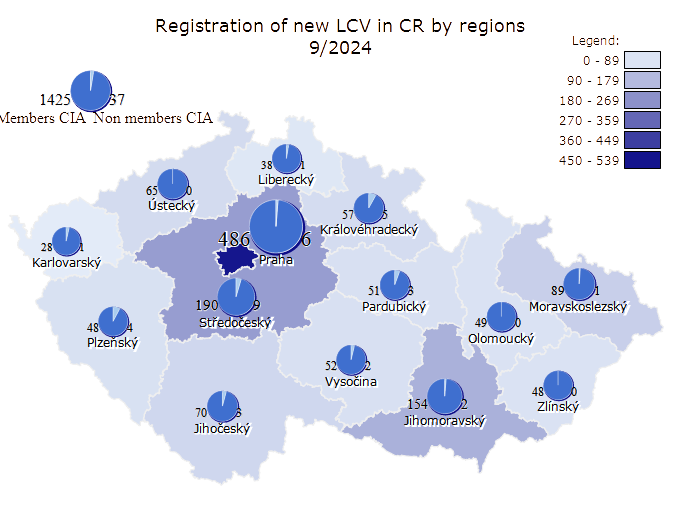 Registration of new LCV in CR by regions
9/2024
Legend:
0 - 89
90 - 179
180 - 269
270 - 359
360 - 449
450 - 539
1425 37
Members CIA Non members CIA
38 1
Liberecký
65 0
Ústecký
57 5
Královéhradecký
28 1
Karlovarský
486 6
Praha
190 9
Středočeský
51 3
Pardubický
89 1
Moravskoslezský
48 4
Plzeňský
49 0
Olomoucký
52 2
Vysočina
70 3
Jihočeský
154 2
Jihomoravský
48 0
Zlínský